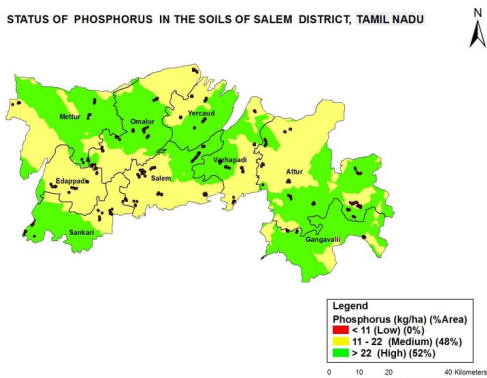 STATUS OF PHOSPHORUS IN THE SOILS OF SALEM DISTRICT, TAMIL NADU
N
Mettur
Omalur
Yercaud
Vazhapadi
Edappadi
Salem
Attur
Sankari
Gangavalli
Legend
Phosphorus (kg/ha) (%Area)
< 11 (Low) (0%)
11 - 22 (Medium) (48%)
> 22 (High) (52%)
0 10 20 40 Kilometers